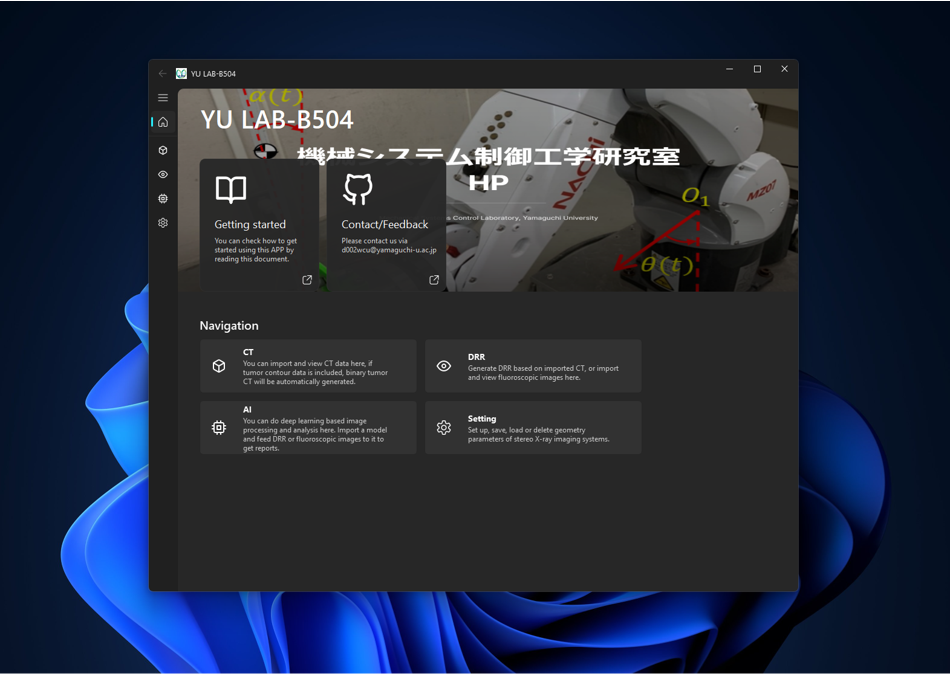 YU LAB-B504
α(t)
YU LAB-B504
機械システム制御工学研究室
HP
s Control Laboratory, Yamaguchi University
NACHI
MZ07
O₁
θ(t)
Getting started
You can check how to get
started using this APP by
reading this document.
Contact/Feedback
Please contact us via
d002wcu@yamaguchi-u.ac.jp
Navigation
CT
You can import and view CT data here, if
tumor contour data is included, binary tumor
CT will be automatically generated.
DRR
Generate DRR based on imported CT, or import
and view fluoroscopic images here.
AI
You can do deep learning based image
processing and analysis here. Import a model
and feed DRR or fluoroscopic images to it to
get reports.
Setting
Set up, save, load or delete geometry
parameters of stereo X-ray imaging systems.